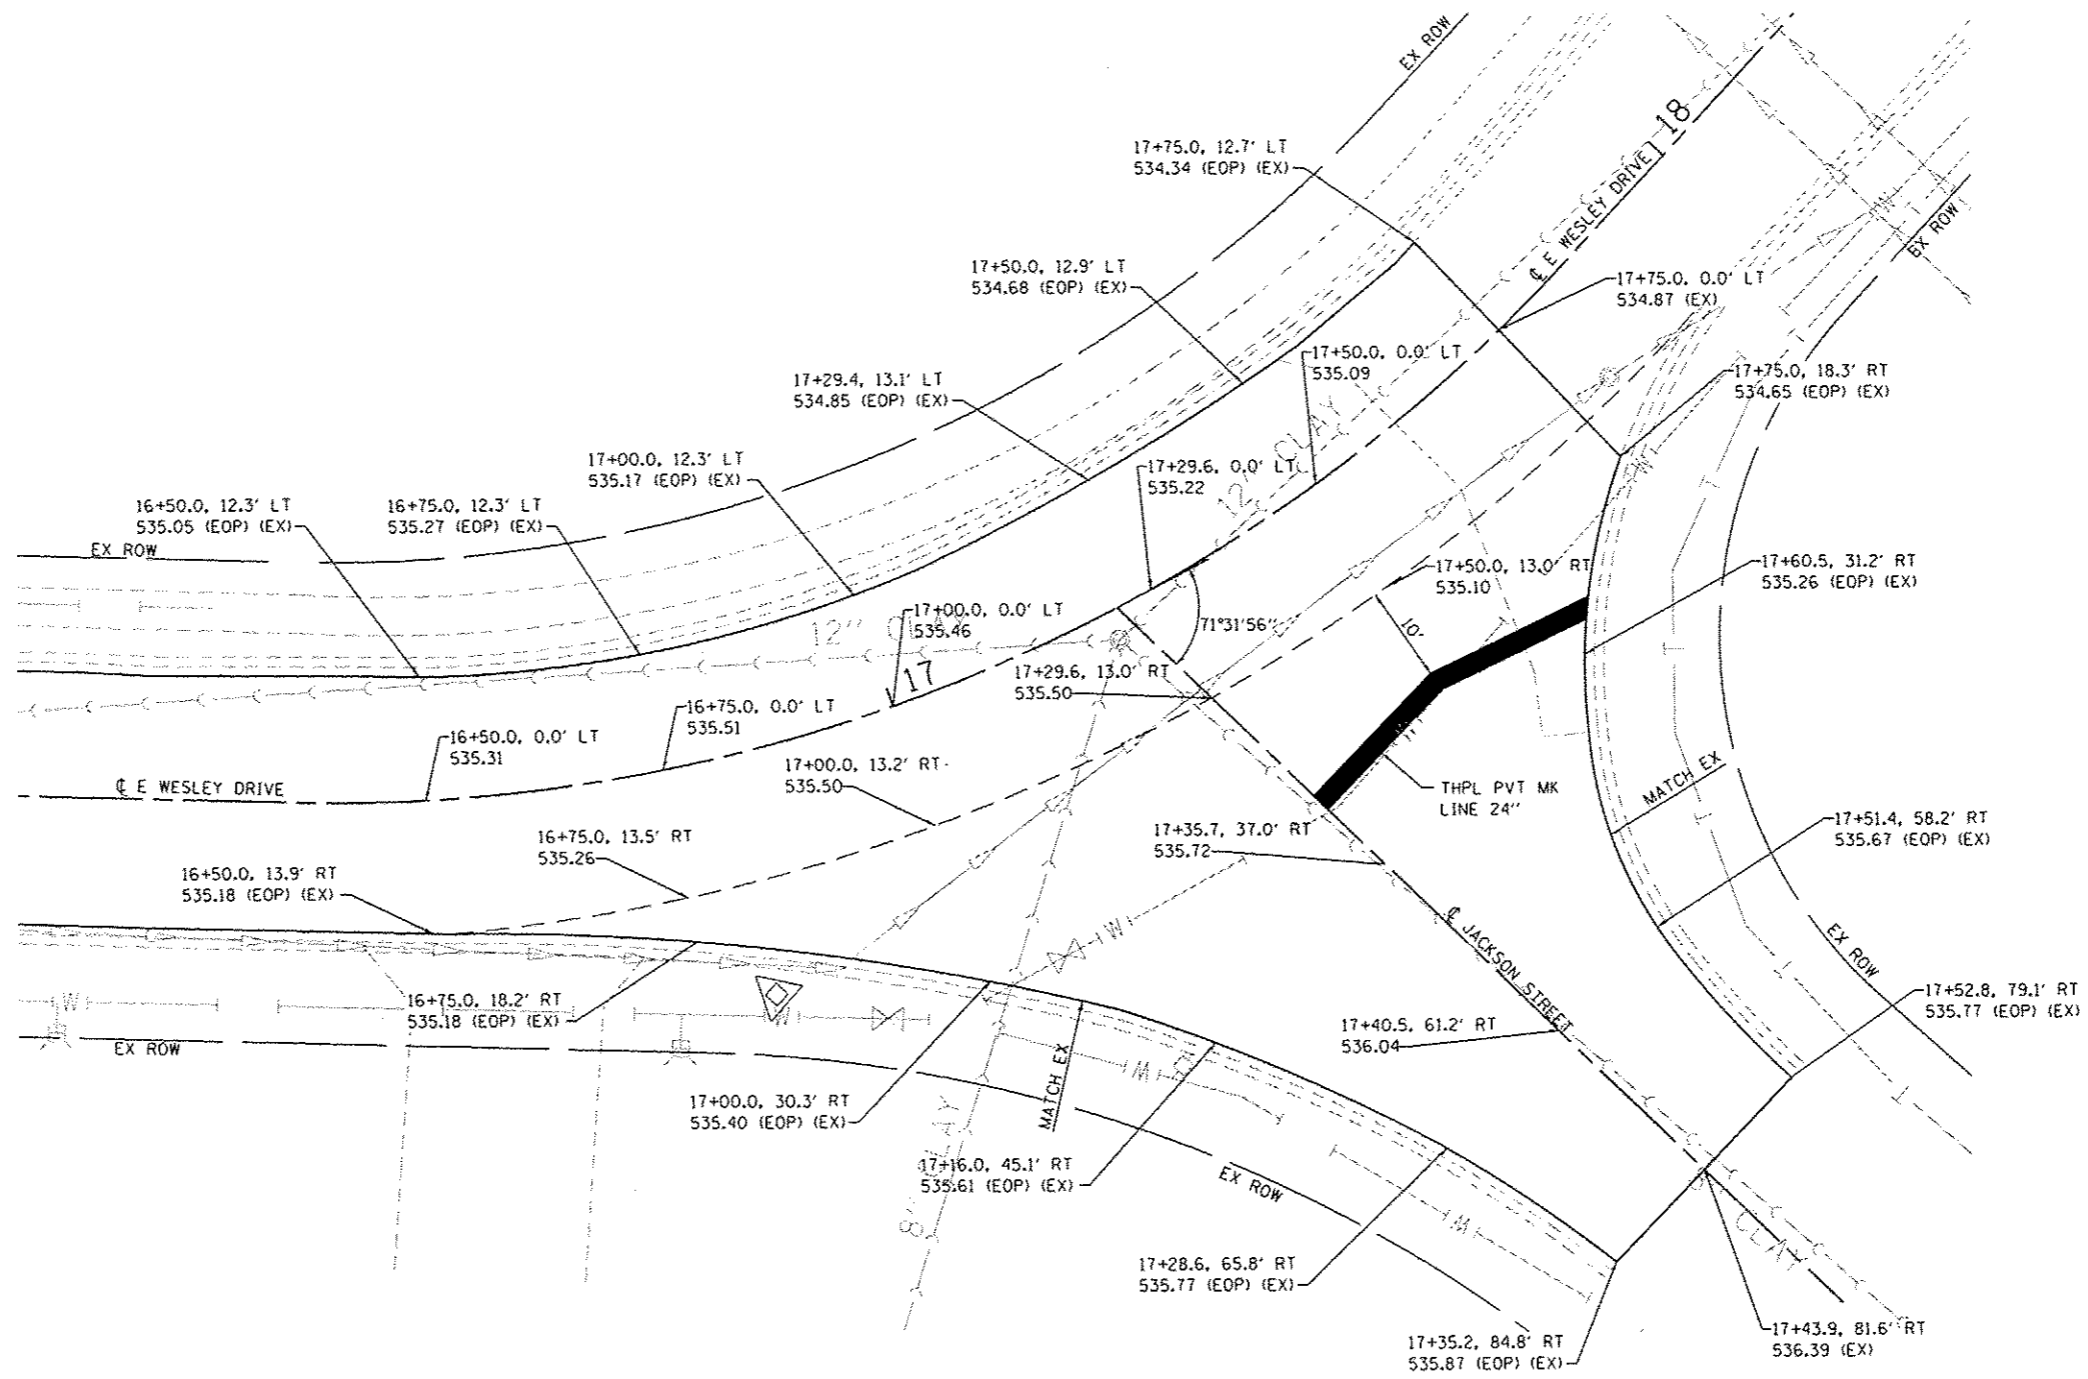 EX ROW
17+75.0, 12.7' LT
534.34 (EOP) (EX)
18
℄ E WESLEY DRIVE
EX ROW
17+50.0, 12.9' LT
534.68 (EOP) (EX)
17+75.0, 0.0' LT
534.87 (EX)
17+29.4, 13.1' LT
534.85 (EOP) (EX)
17+50.0, 0.0' LT
535.09
17+75.0, 18.3' RT
534.65 (EOP) (EX)
17+00.0, 12.3' LT
535.17 (EOP) (EX)
17+29.6, 0.0' LT
535.22
12" CLAY
W
16+50.0, 12.3' LT
535.05 (EOP) (EX)
16+75.0, 12.3' LT
535.27 (EOP) (EX)
EX ROW
17+50.0, 13.0' RT
535.10
17+60.5, 31.2' RT
535.26 (EOP) (EX)
17+00.0, 0.0' LT
535.46
12" CLAY
71°31'56"
10'
17
17+29.6, 13.0' RT
535.50
16+75.0, 0.0' LT
535.51
16+50.0, 0.0' LT
535.31
17+00.0, 13.2' RT
535.50
℄ E WESLEY DRIVE
THPL PVT MK
LINE 24"
MATCH EX
17+35.7, 37.0' RT
535.72
17+51.4, 58.2' RT
535.67 (EOP) (EX)
16+75.0, 13.5' RT
535.26
16+50.0, 13.9' RT
535.18 (EOP) (EX)
W
℄ JACKSON STREET
EX ROW
W
16+75.0, 18.2' RT
535.18 (EOP) (EX)
W
17+52.8, 79.1' RT
535.77 (EOP) (EX)
17+40.5, 61.2' RT
536.04
EX ROW
W
17+00.0, 30.3' RT
535.40 (EOP) (EX)
MATCH EX
8" CLAY
17+16.0, 45.1' RT
535.61 (EOP) (EX)
EX ROW
W
CLAY
17+28.6, 65.8' RT
535.77 (EOP) (EX)
17+35.2, 84.8' RT
535.87 (EOP) (EX)
17+43.9, 81.6' RT
536.39 (EX)